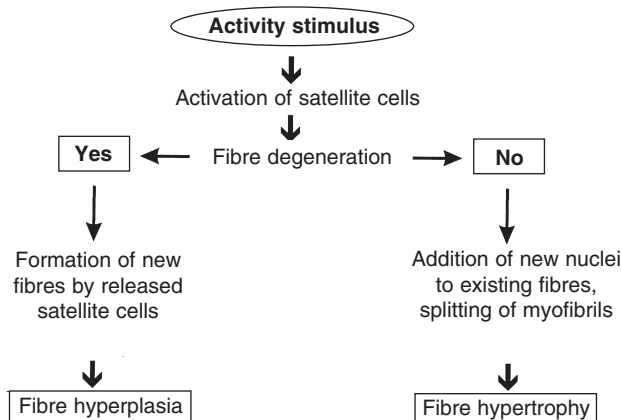 Activity stimulus
Activation of satellite cells
Yes
Fibre degeneration
No
Formation of new
fibres by released
satellite cells
Addition of new nuclei
to existing fibres,
splitting of myofibrils
Fibre hyperplasia
Fibre hypertrophy